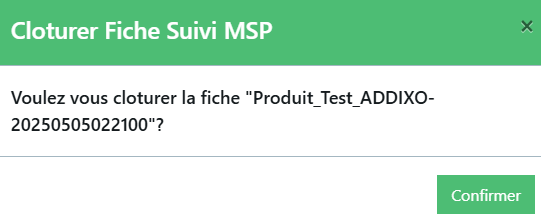 Cloturer Fiche Suivi MSP
×
Voulez vous cloturer la fiche "Produit_Test_ADDIXO-
20250505022100"?
Confirmer